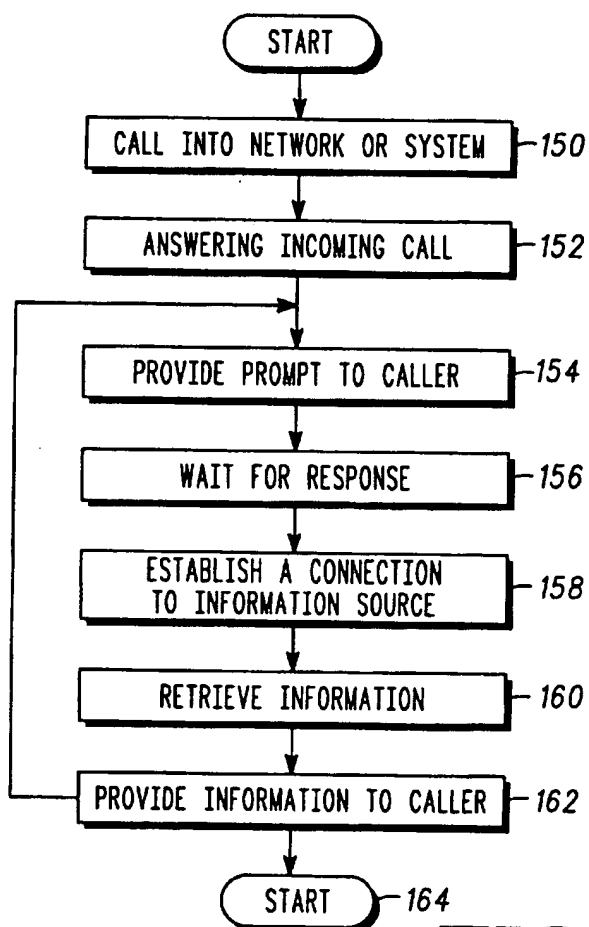 START
CALL INTO NETWORK OR SYSTEM 150
ANSWERING INCOMING CALL 152
PROVIDE PROMPT TO CALLER 154
WAIT FOR RESPONSE 156
ESTABLISH A CONNECTION
TO INFORMATION SOURCE 158
RETRIEVE INFORMATION 160
PROVIDE INFORMATION TO CALLER 162
START 164